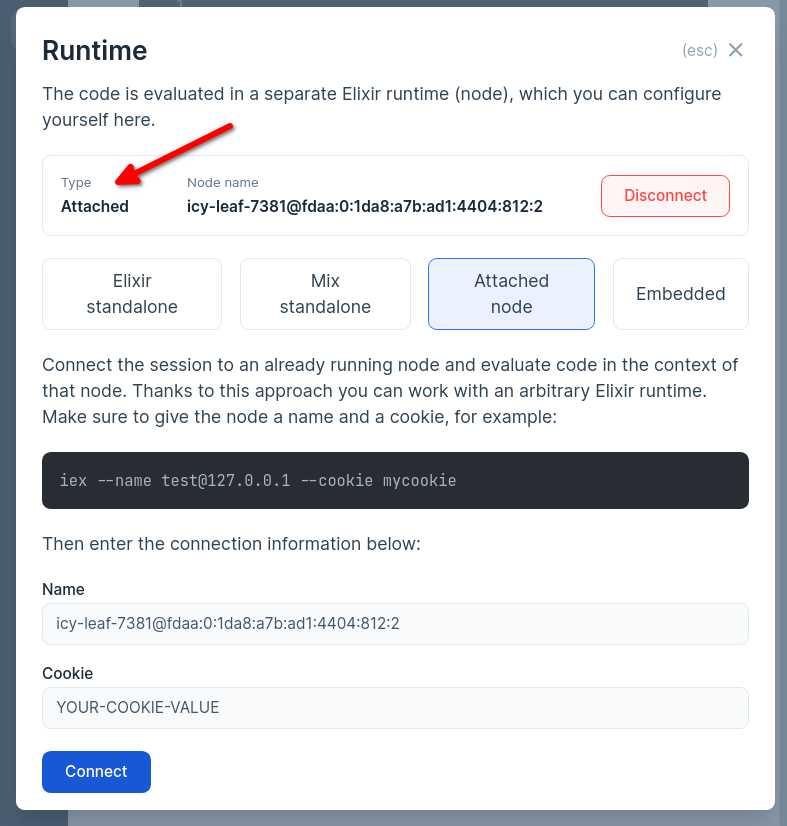 Runtime
(esc)
The code is evaluated in a separate Elixir runtime (node), which you can configure
yourself here.
Type
Node name
Attached
icy-leaf-7381@fdaa:0:1da8:a7b:ad1:4404:812:2
Disconnect
Elixir
standalone
Mix
standalone
Attached
node
Embedded
Connect the session to an already running node and evaluate code in the context of
that node. Thanks to this approach you can work with an arbitrary Elixir runtime.
Make sure to give the node a name and a cookie, for example:
iex --name test@127.0.0.1 --cookie mycookie
Then enter the connection information below:
Name
icy-leaf-7381@fdaa:0:1da8:a7b:ad1:4404:812:2
Cookie
YOUR-COOKIE-VALUE
Connect